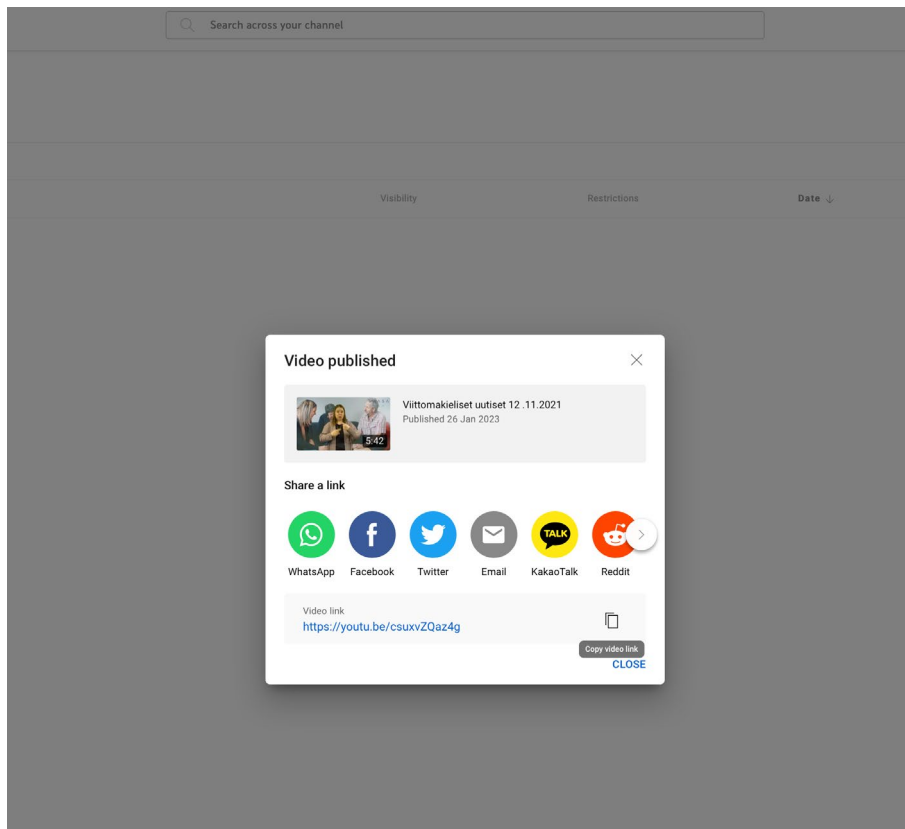 Search across your channel
Visibility
Restrictions
Date
Video published
5:42
Viittomakieliset uutiset 12 .11.2021
Published 26 Jan 2023
Share a link
TALK
WhatsApp
Facebook
Twitter
Email
KakaoTalk
Reddit
Video link
https://youtu.be/csuxvZQaz4g
Copy video link
CLOSE